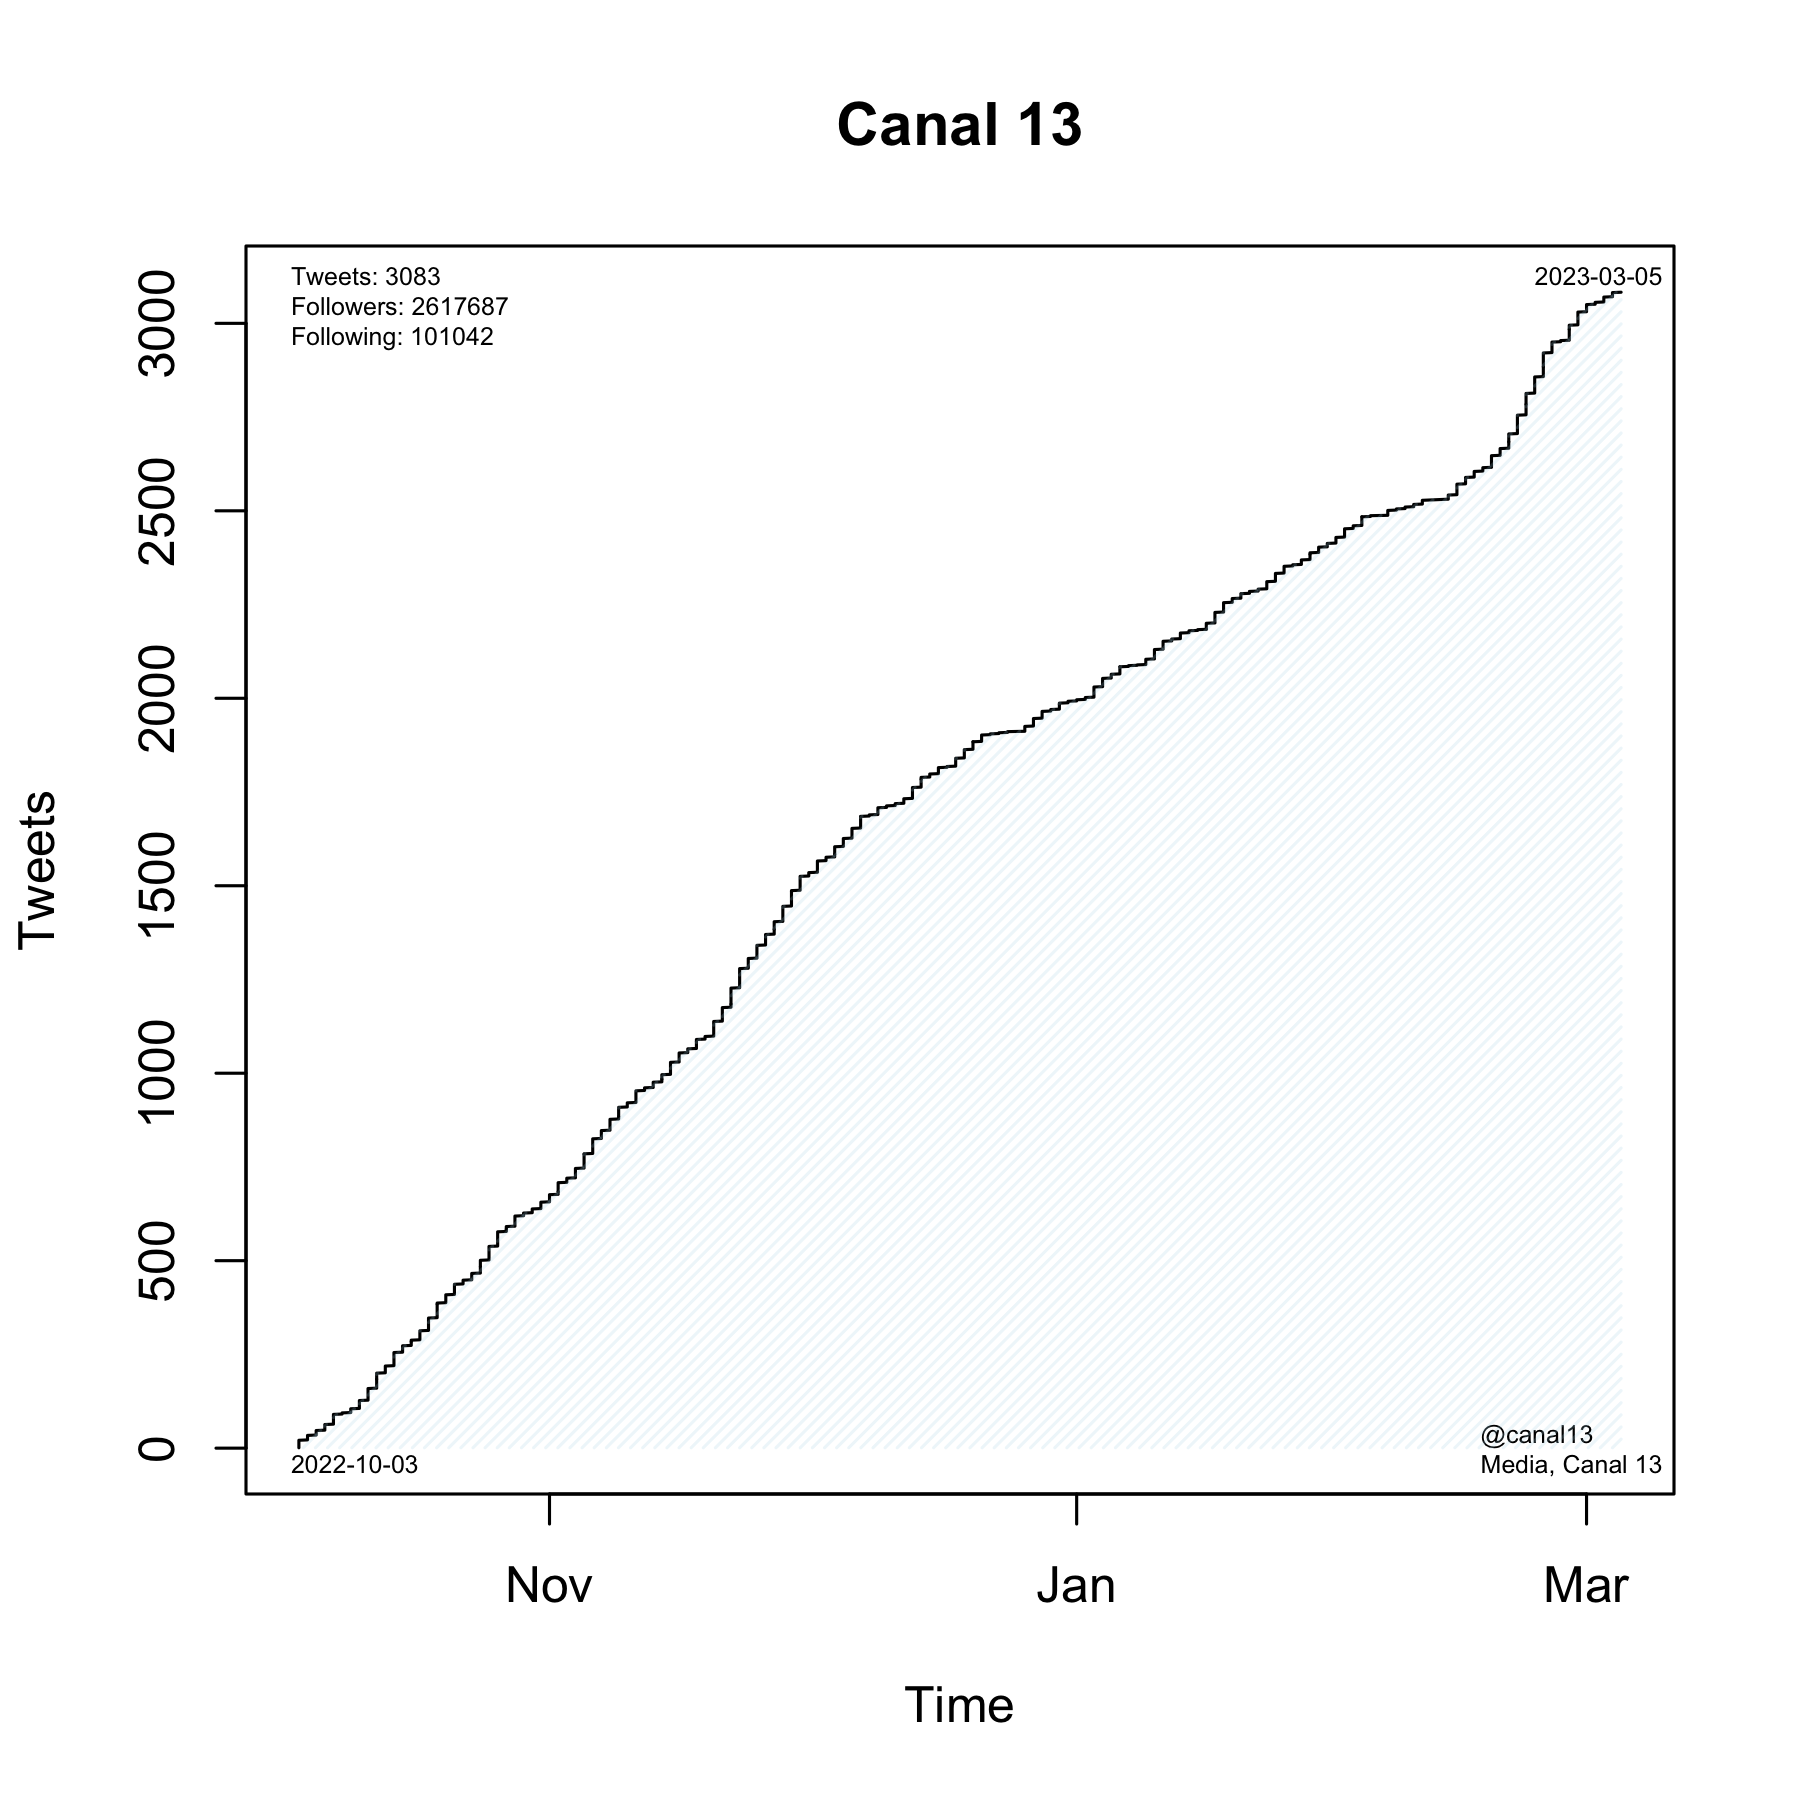 Canal 13
Tweets: 3083
Followers: 2617687
Following: 101042
2023-03-05
3000
2500
2000
1500
1000
500
0
Tweets
@canal13
Media, Canal 13
2022-10-03
Nov
Jan
Mar
Time